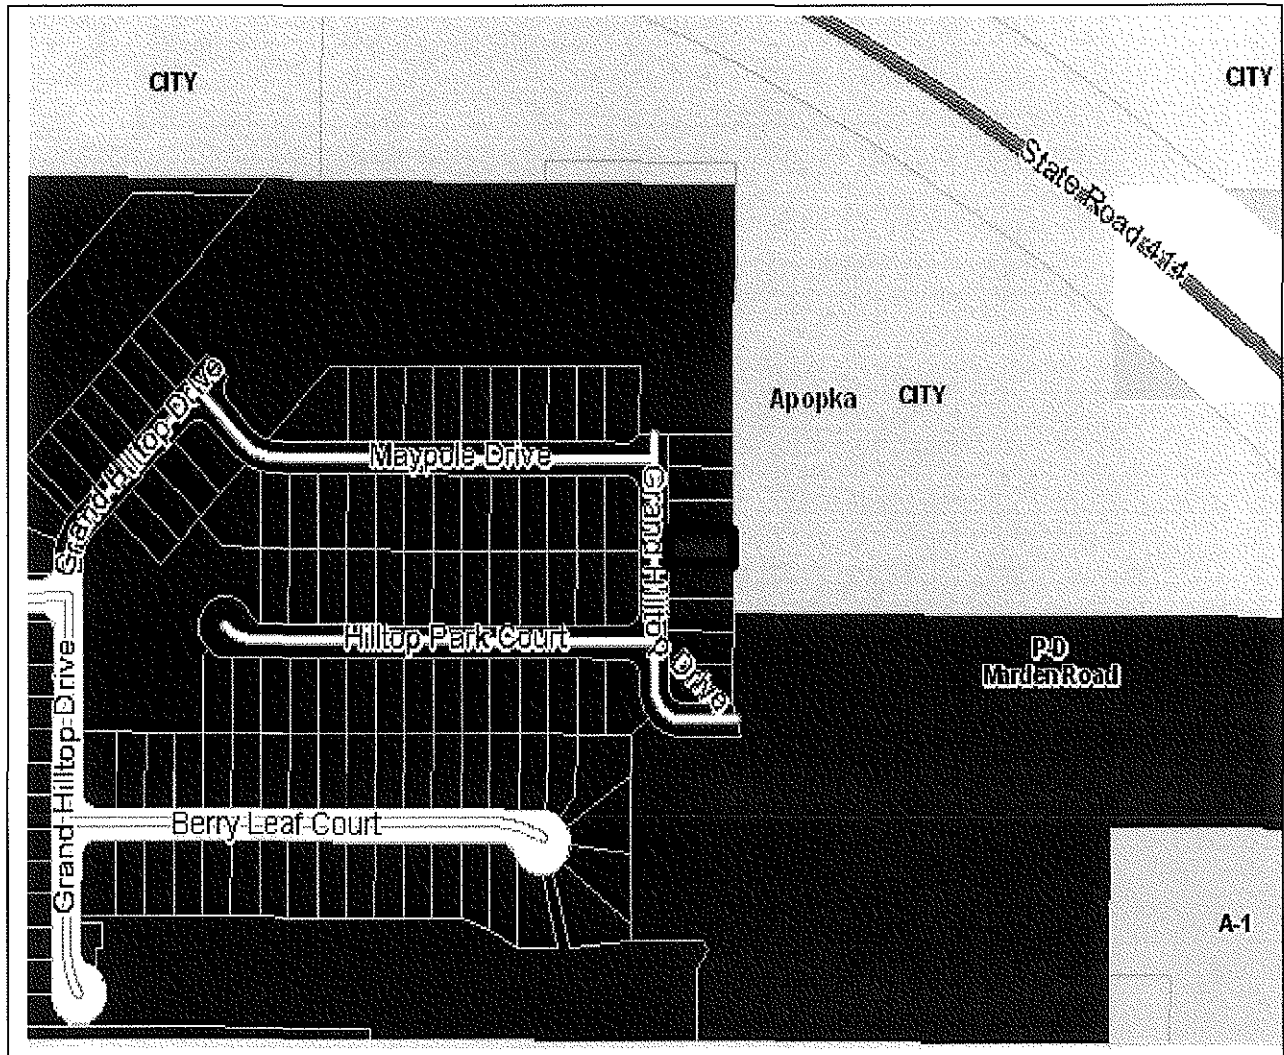 CITY
CITY
State Road 414
Grand Hilltop Drive
Apopka CITY
Maypole Drive
Grand Hilltop Drive
Hilltop Park Court
P-D
Marden Road
Grand Hilltop Drive
Berry Leaf Court
A-1